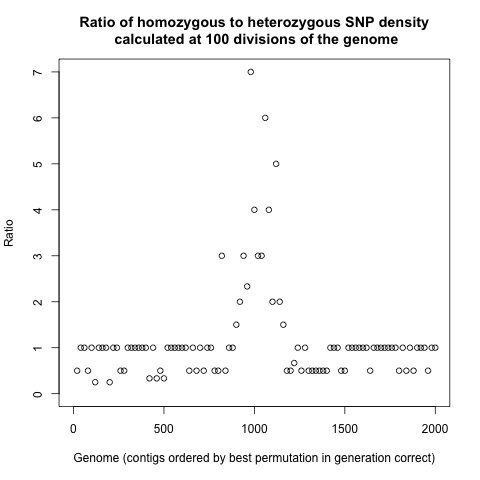 Ratio of homozygous to heterozygous SNP density
calculated at 100 divisions of the genome
7
6
5
4
3
2
1
0
Ratio
0 500 1000 1500 2000
Genome (contigs ordered by best permutation in generation correct)